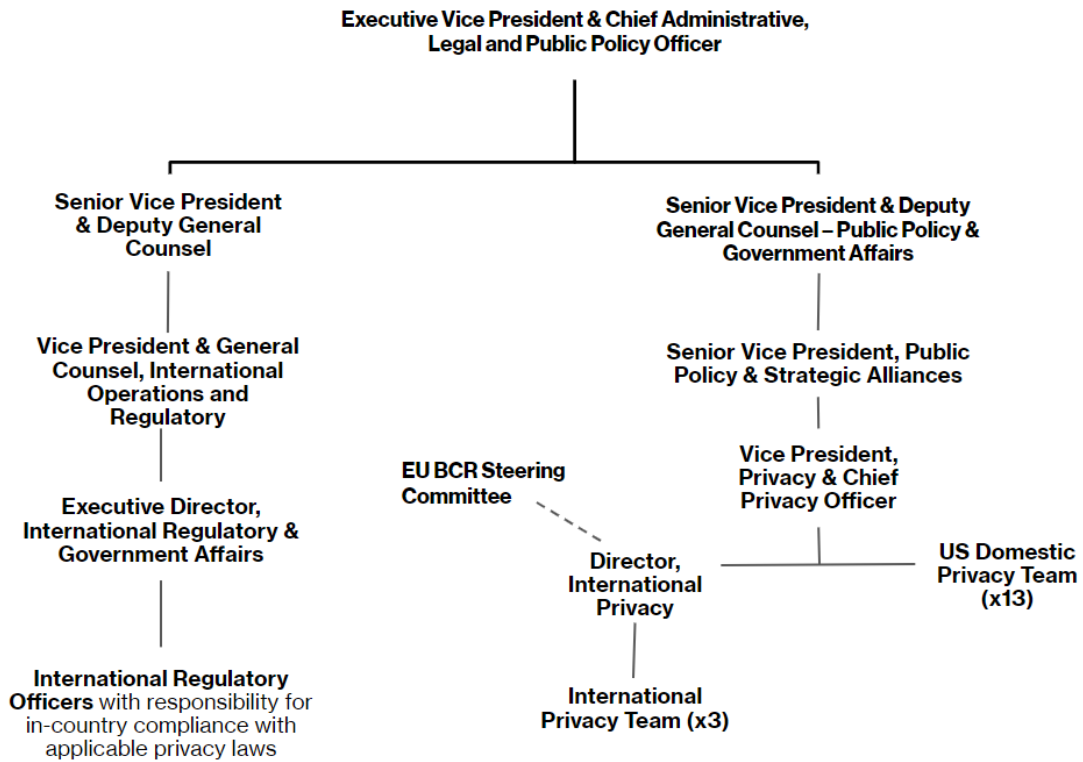 Executive Vice President & Chief Administrative,
Legal and Public Policy Officer
Senior Vice President
& Deputy General
Counsel
Senior Vice President & Deputy
General Counsel – Public Policy &
Government Affairs
Vice President & General
Counsel, International
Operations and
Regulatory
Senior Vice President, Public
Policy & Strategic Alliances
Vice President,
Privacy & Chief
Privacy Officer
EU BCR Steering
Committee
Executive Director,
International Regulatory &
Government Affairs
Director,
International
Privacy
US Domestic
Privacy Team
(x13)
International Regulatory
Officers with responsibility for
in-country compliance with
applicable privacy laws
International
Privacy Team (x3)